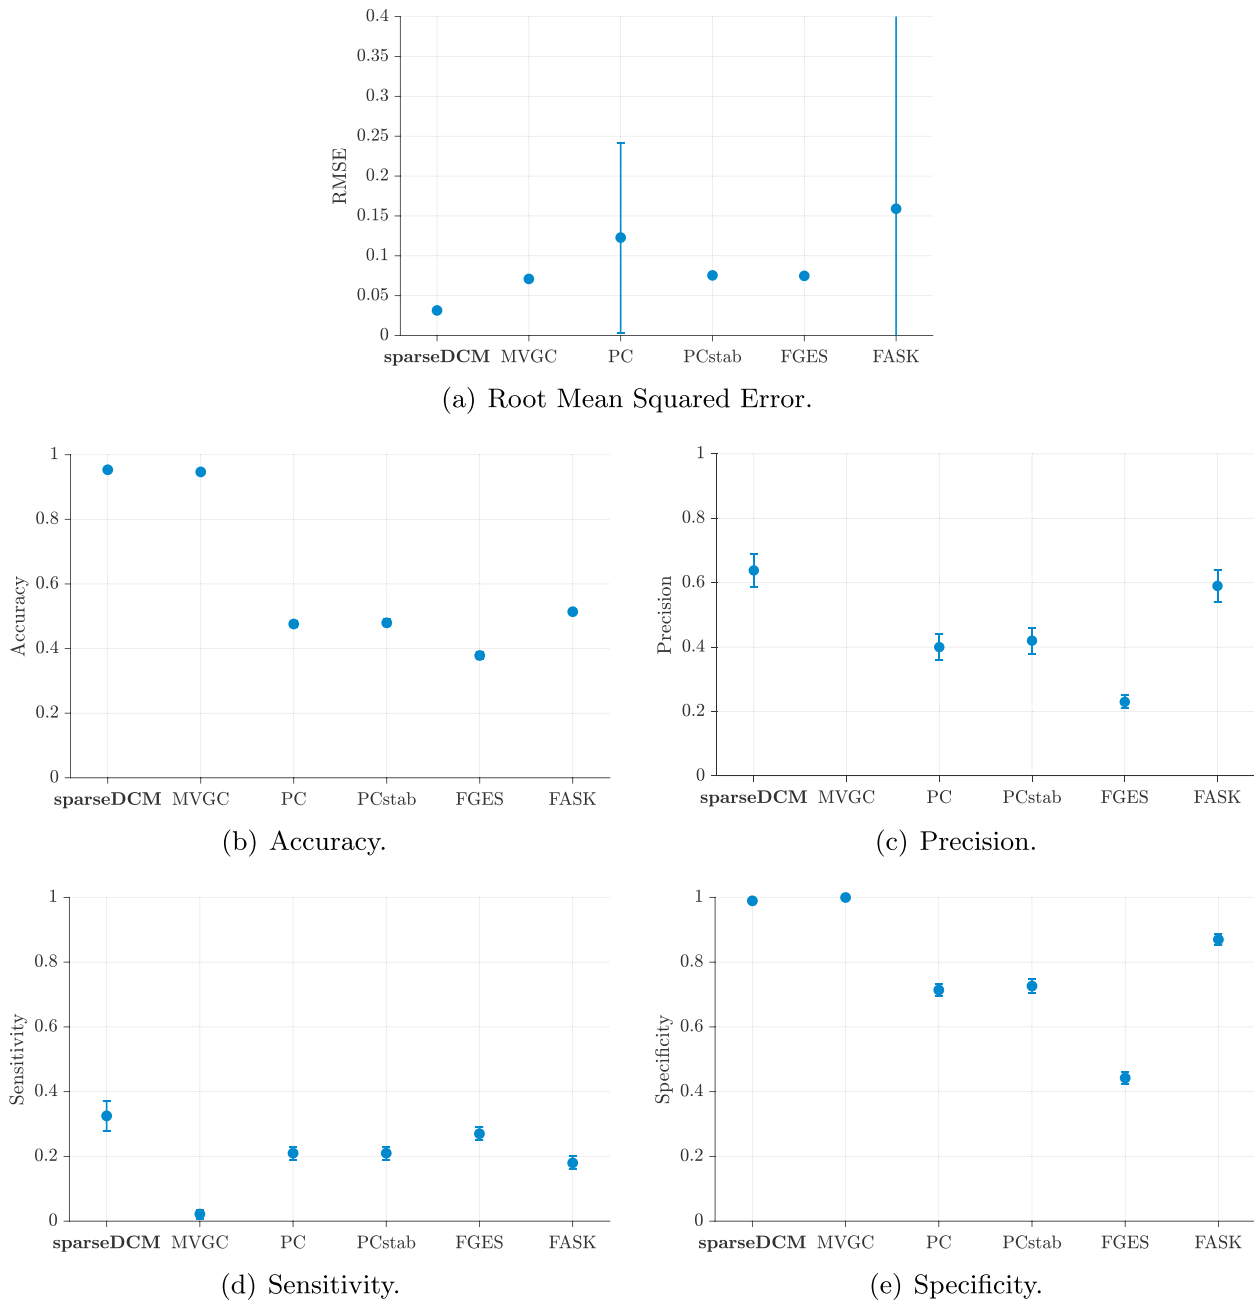 0.4
0.35
0.3
0.25
0.2
0.15
0.1
0.05
0
RMSE
sparseDCM MVGC PC PCstab FGES FASK
(a) Root Mean Squared Error.
1
0.8
0.6
0.4
0.2
0
Accuracy
sparseDCM MVGC PC PCstab FGES FASK
(b) Accuracy.
1
0.8
0.6
0.4
0.2
0
Precision
sparseDCM MVGC PC PCstab FGES FASK
(c) Precision.
1
0.8
0.6
0.4
0.2
0
Sensitivity
sparseDCM MVGC PC PCstab FGES FASK
(d) Sensitivity.
1
0.8
0.6
0.4
0.2
0
Specificity
sparseDCM MVGC PC PCstab FGES FASK
(e) Specificity.